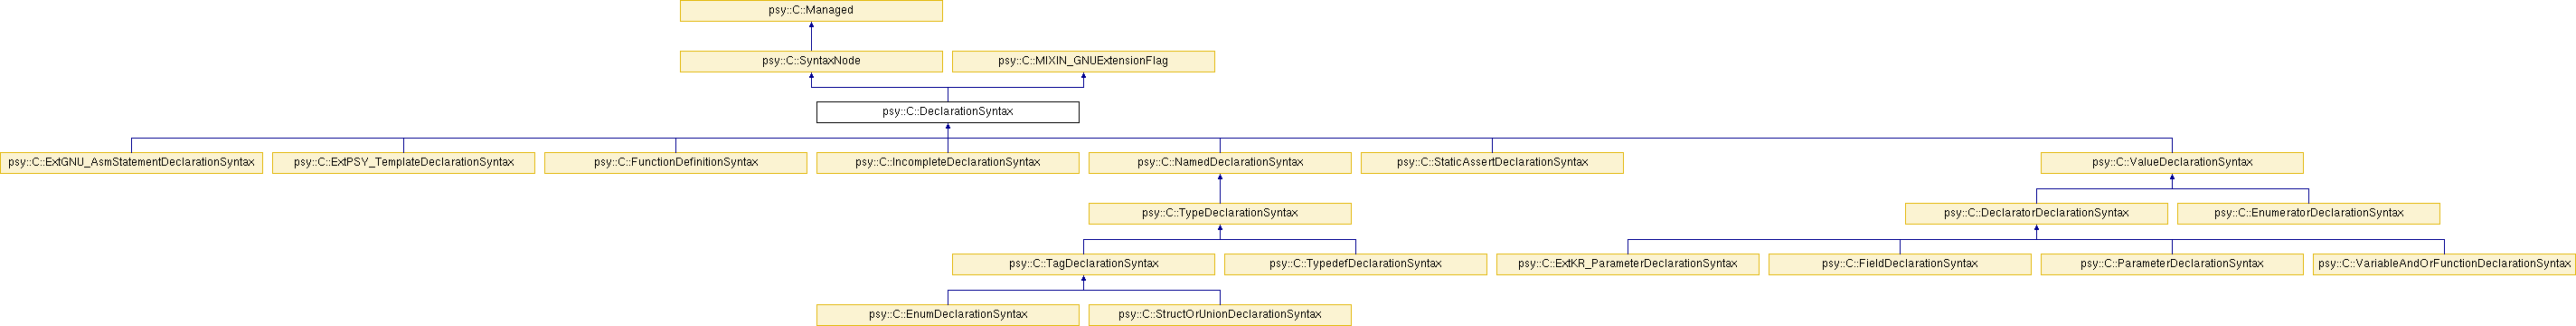 psy::C::Managed
psy::C::SyntaxNode
psy::C::MIXIN_GNUExtensionFlag
psy::C::DeclarationSyntax
psy::C::ExtGNU_AsmStatementDeclarationSyntax
psy::C::ExtPSY_TemplateDeclarationSyntax
psy::C::FunctionDefinitionSyntax
psy::C::IncompleteDeclarationSyntax
psy::C::NamedDeclarationSyntax
psy::C::StaticAssertDeclarationSyntax
psy::C::ValueDeclarationSyntax
psy::C::TypeDeclarationSyntax
psy::C::DeclaratorDeclarationSyntax
psy::C::EnumeratorDeclarationSyntax
psy::C::TagDeclarationSyntax
psy::C::TypedefDeclarationSyntax
psy::C::ExtKR_ParameterDeclarationSyntax
psy::C::FieldDeclarationSyntax
psy::C::ParameterDeclarationSyntax
psy::C::VariableAndOrFunctionDeclarationSyntax
psy::C::EnumDeclarationSyntax
psy::C::StructOrUnionDeclarationSyntax